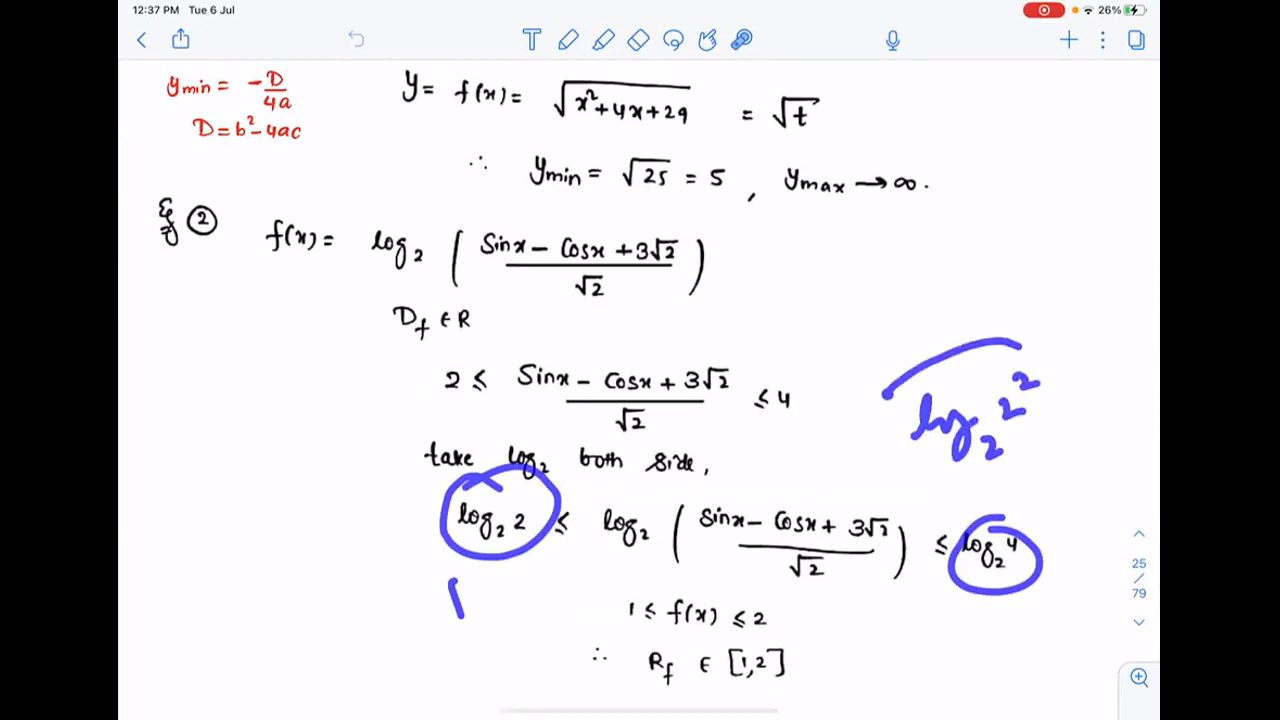 12:37 PM Tue 6 Jul
26%
T
ymin = -D/4a
D = b² - 4ac
y = f(x) = √(x² + 4x + 29) = √t
∴ ymin = √25 = 5 , ymax → ∞.
Eg ② f(x) = log₂ ( (Sinx - Cosx + 3√2)/√2 )
D_f ∈ R
2 ≤ (Sinx - Cosx + 3√2)/√2 ≤ 4
log₂ 2²
take log₂ both side,
log₂ 2 ≤ log₂ ( (Sinx - Cosx + 3√2)/√2 ) ≤ log₂ 4
1
1 ≤ f(x) ≤ 2
∴ R_f ∈ [1,2]
25
/
79